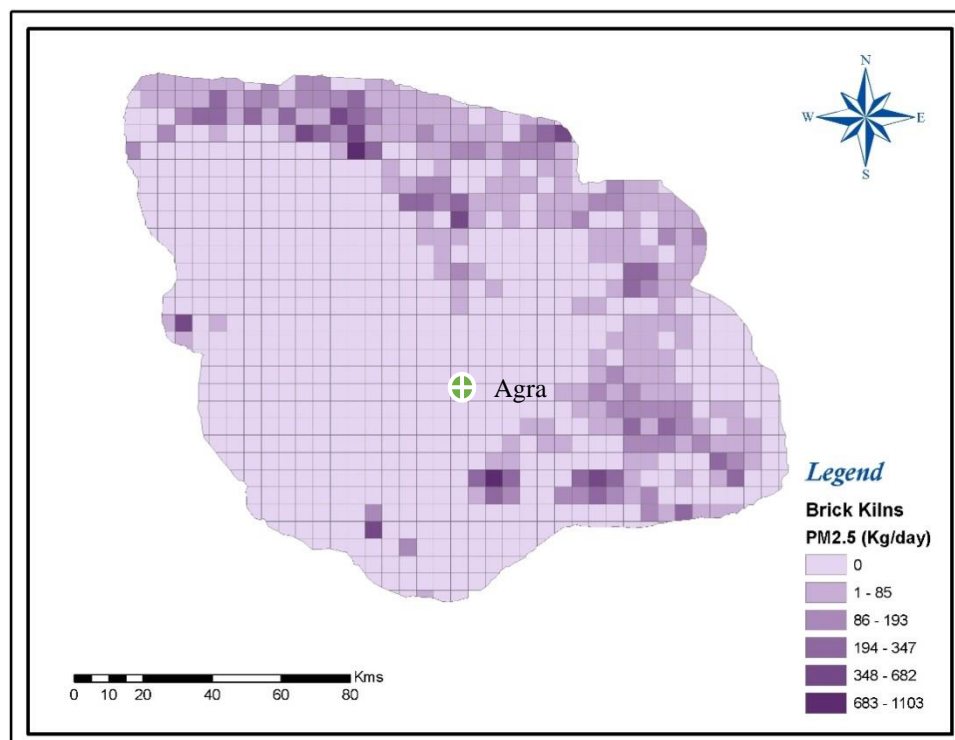 N
W E
S
Agra
Legend
Brick Kilns
PM2.5 (Kg/day)
0
1 - 85
86 - 193
194 - 347
348 - 682
683 - 1103
Kms
0 10 20 40 60 80